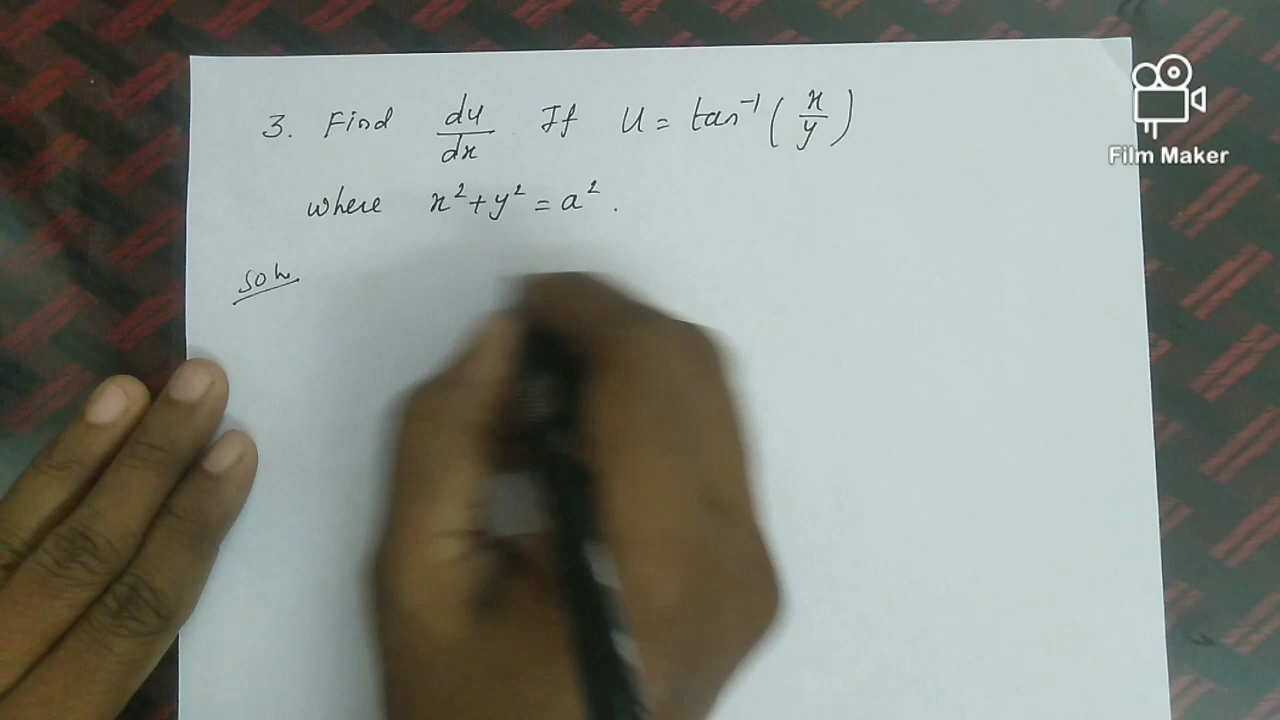 3. Find du/dx If u = tan⁻¹(x/y)
where x² + y² = a².
Soln
Film Maker